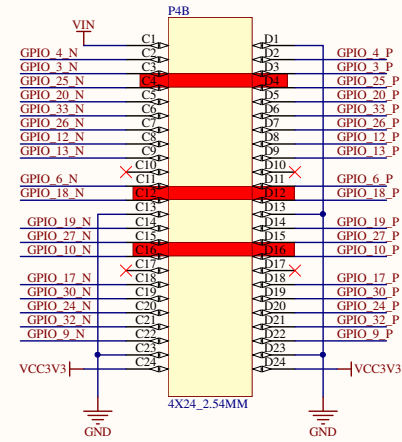 P4B
VIN
C1 D1
GPIO_4_N C2 D2 GPIO_4_P
GPIO_3_N C3 D3 GPIO_3_P
GPIO_25_N C4 D4 GPIO_25_P
GPIO_20_N C5 D5 GPIO_20_P
GPIO_33_N C6 D6 GPIO_33_P
GPIO_26_N C7 D7 GPIO_26_P
GPIO_12_N C8 D8 GPIO_12_P
GPIO_13_N C9 D9 GPIO_13_P
C10 D10
GPIO_6_N C11 D11 GPIO_6_P
GPIO_18_N C12 D12 GPIO_18_P
C13 D13
GPIO_19_N C14 D14 GPIO_19_P
GPIO_27_N C15 D15 GPIO_27_P
GPIO_10_N C16 D16 GPIO_10_P
C17 D17
GPIO_17_N C18 D18 GPIO_17_P
GPIO_30_N C19 D19 GPIO_30_P
GPIO_24_N C20 D20 GPIO_24_P
GPIO_32_N C21 D21 GPIO_32_P
GPIO_9_N C22 D22 GPIO_9_P
C23 D23
VCC3V3 C24 D24 VCC3V3
4X24_2.54MM
GND GND